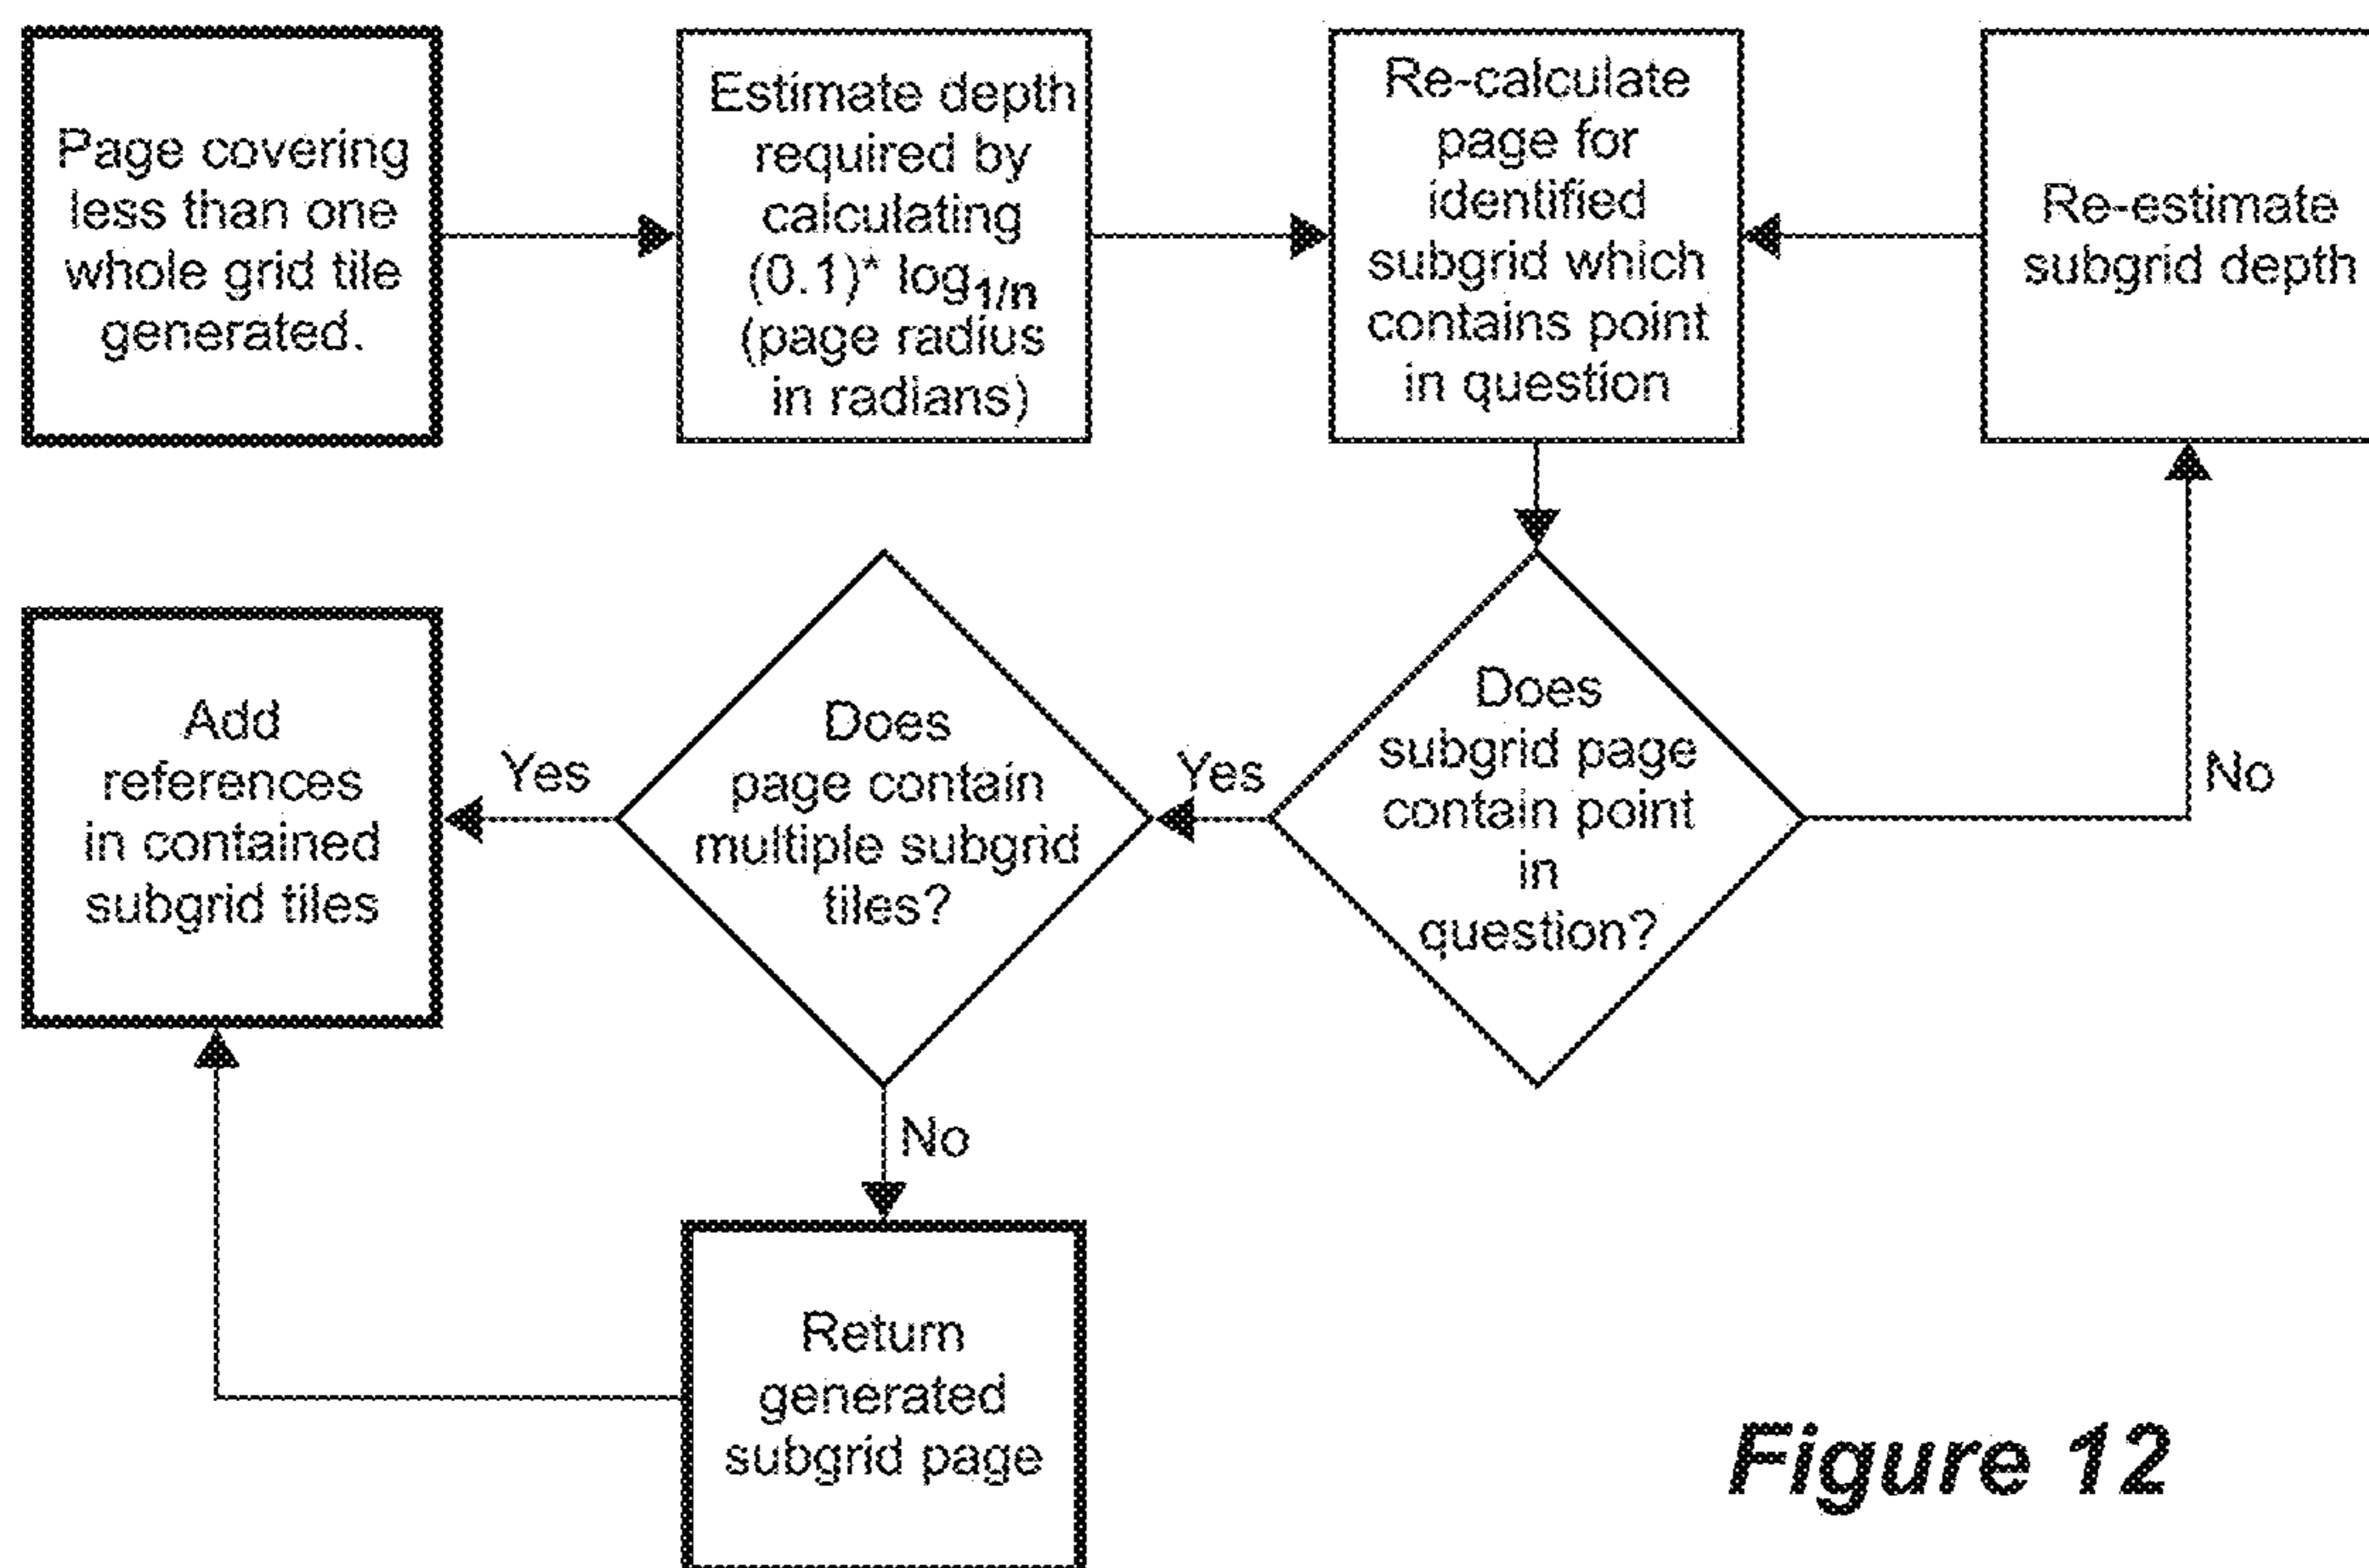 Page covering
less than one
whole grid tile
generated.
Estimate depth
required by
calculating
(0.1)* log1/n
(page radius
in radians)
Re-calculate
page for
identified
subgrid which
contains point
in question
Re-estimate
subgrid depth
Add
references
in contained
subgrid tiles
Yes
Does
page contain
multiple subgrid
tiles?
Yes
Does
subgrid page
contain point
in
question?
No
No
Return
generated
subgrid page
Figure 12